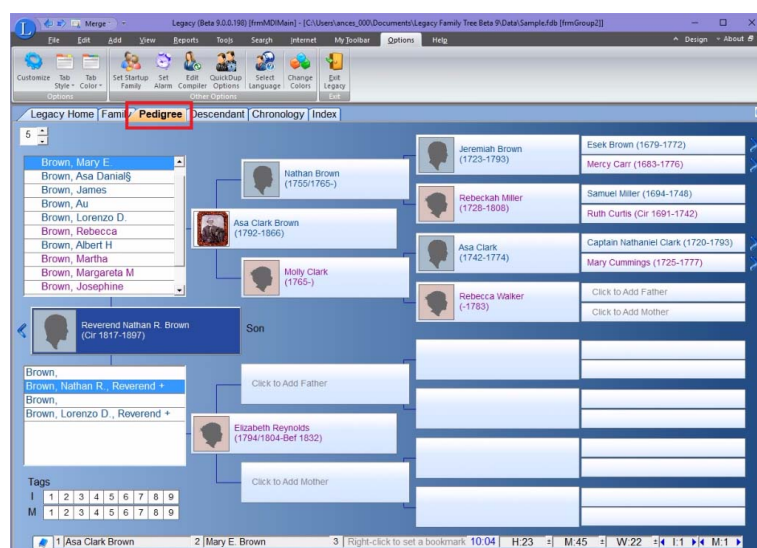 Merge
Legacy (Beta 9.0.0.198) [frmMDIMain] - [C:\Users\ances_000\Documents\Legacy Family Tree Beta 9\Data\Sample.fdb [frmGroup2]]
File Edit Add View Reports Tools Search Internet My Toolbar Options Help Design About
Customize Tab Style Tab Color Set Startup Family Set Alarm Edit Compiler QuickDup Options Select Language Change Colors Exit Legacy
Options Other Options Exit
Legacy Home Family Pedigree Descendant Chronology Index
5
Brown, Mary E.
Brown, Asa Danial§
Brown, James
Brown, Au
Brown, Lorenzo D.
Brown, Rebecca
Brown, Albert H
Brown, Martha
Brown, Margareta M
Brown, Josephine
Reverend Nathan R. Brown
(Cir 1817-1897)
Son
Brown,
Brown, Nathan R., Reverend +
Brown,
Brown, Lorenzo D., Reverend +
Asa Clark Brown
(1792-1866)
Elizabeth Reynolds
(1794/1804-Bef 1832)
Nathan Brown
(1755/1765-)
Molly Clark
(1765-)
Click to Add Father
Click to Add Mother
Jeremiah Brown
(1723-1793)
Rebeckah Miller
(1728-1808)
Asa Clark
(1742-1774)
Rebecca Walker
(-1783)
Esek Brown (1679-1772)
Mercy Carr (1683-1776)
Samuel Miller (1694-1748)
Ruth Curtis (Cir 1691-1742)
Captain Nathaniel Clark (1720-1793)
Mary Cummings (1725-1777)
Click to Add Father
Click to Add Mother
Tags
I 1 2 3 4 5 6 7 8 9
M 1 2 3 4 5 6 7 8 9
1 Asa Clark Brown 2 Mary E. Brown 3 Right-click to set a bookmark 10:04 H:23 M:45 W:22 I:1 M:1